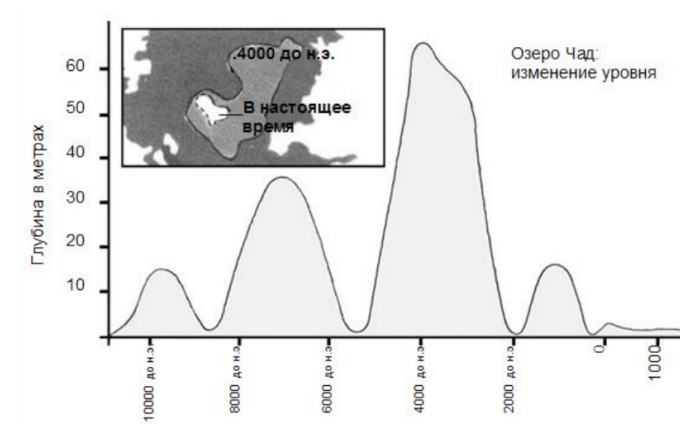 Озеро Чад:
изменение уровня
.4000 до н.э.
В настоящее
время
Глубина в метрах
60
50
40
30
20
10
10000 до н.э.
8000 до н.э.
6000 до н.э.
4000 до н.э.
2000 до н.э.
0
1000